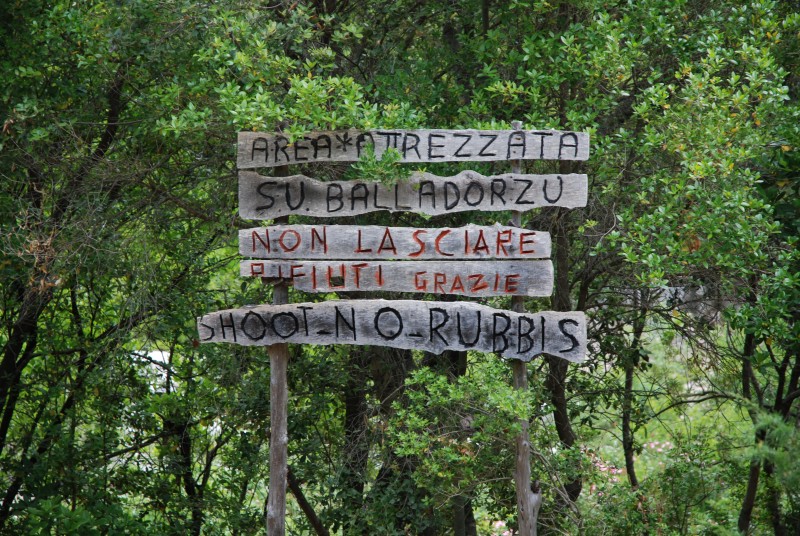 AREA*ATTREZZATA
SU. BALLADORZU
NON LASCIARE
RIFIUTI GRAZIE
SHOOT-NO-RUBBIS